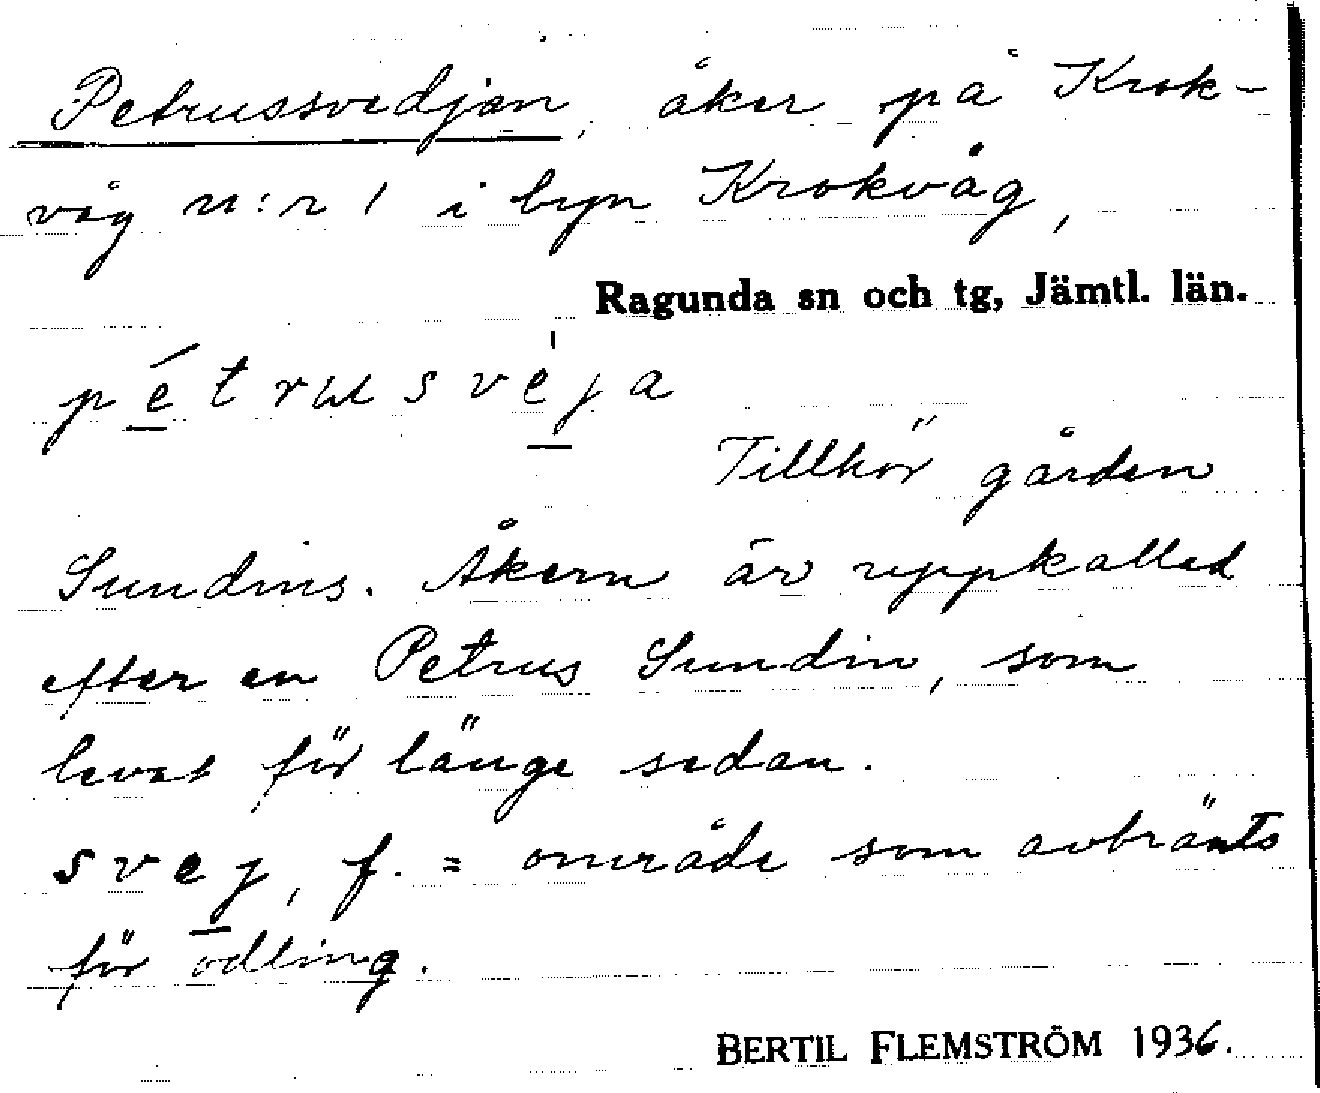 Petrussvedjan, åker på Krok-
våg n:r 1 i byn Krokvåg,
Ragunda sn och tg, Jämtl. län.
pétrusvėja
Tillhör gården
Sundins. Åkern är uppkallad
efter en Petrus Sundin, som
levat för länge sedan.
svej, f. = område som avbränts
för odling.
BERTIL FLEMSTRÖM 1936.